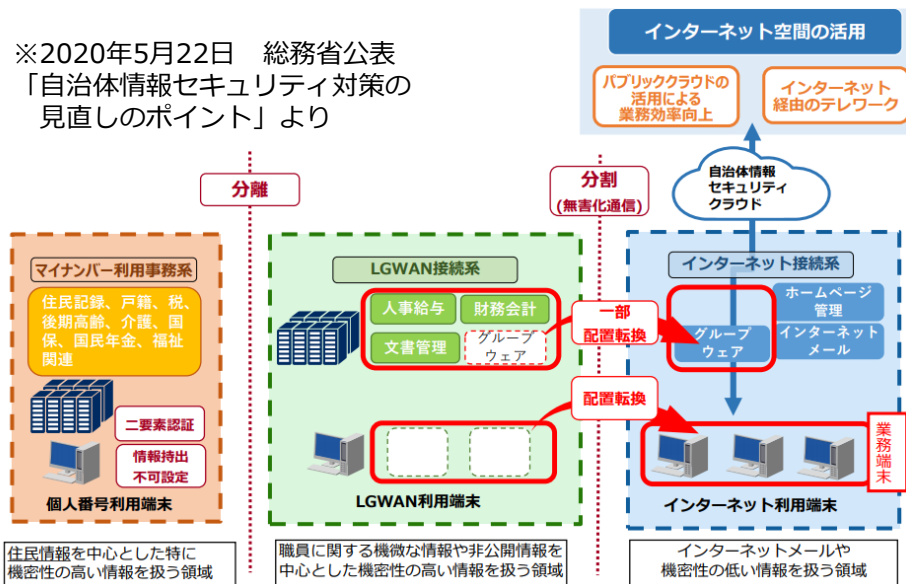 ※2020年5月22日　総務省公表
「自治体情報セキュリティ対策の
見直しのポイント」より
インターネット空間の活用
パブリッククラウドの
活用による
業務効率向上
インターネット
経由のテレワーク
自治体情報
セキュリティ
クラウド
分離
分割
(無害化通信)
マイナンバー利用事務系
住民記録、戸籍、税、
後期高齢、介護、国
保、国民年金、福祉
関連
二要素認証
情報持出
不可設定
個人番号利用端末
LGWAN接続系
人事給与
財務会計
文書管理
グループ
ウェア
一部
配置転換
配置転換
LGWAN利用端末
インターネット接続系
ホームページ
管理
グループ
ウェア
インターネット
メール
業務端末
インターネット利用端末
住民情報を中心とした特に
機密性の高い情報を扱う領域
職員に関する機微な情報や非公開情報を
中心とした機密性の高い情報を扱う領域
インターネットメールや
機密性の低い情報を扱う領域